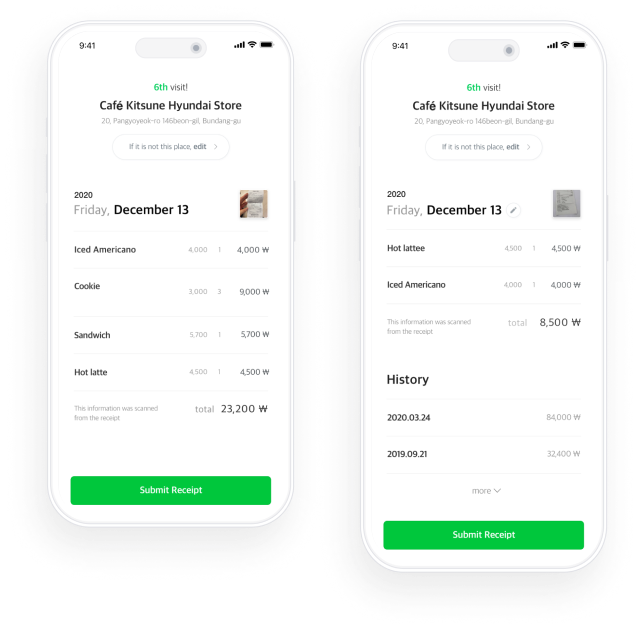 9:41
6th visit!
Café Kitsune Hyundai Store
20, Pangyoyeok-ro 146beon-gil, Bundang-gu
If it is not this place, edit
2020
Friday, December 13
Iced Americano 4,000 1 4,000 ₩
Cookie 3,000 3 9,000 ₩
Sandwich 5,700 1 5,700 ₩
Hot latte 4,500 1 4,500 ₩
This information was scanned
from the receipt
total 23,200 ₩
Submit Receipt
9:41
6th visit!
Café Kitsune Hyundai Store
20, Pangyoyeok-ro 146beon-gil, Bundang-gu
If it is not this place, edit
2020
Friday, December 13
Hot lattee 4,500 1 4,500 ₩
Iced Americano 4,000 1 4,000 ₩
This information was scanned
from the receipt
total 8,500 ₩
History
2020.03.24 84,000 ₩
2019.09.21 32,400 ₩
more
Submit Receipt